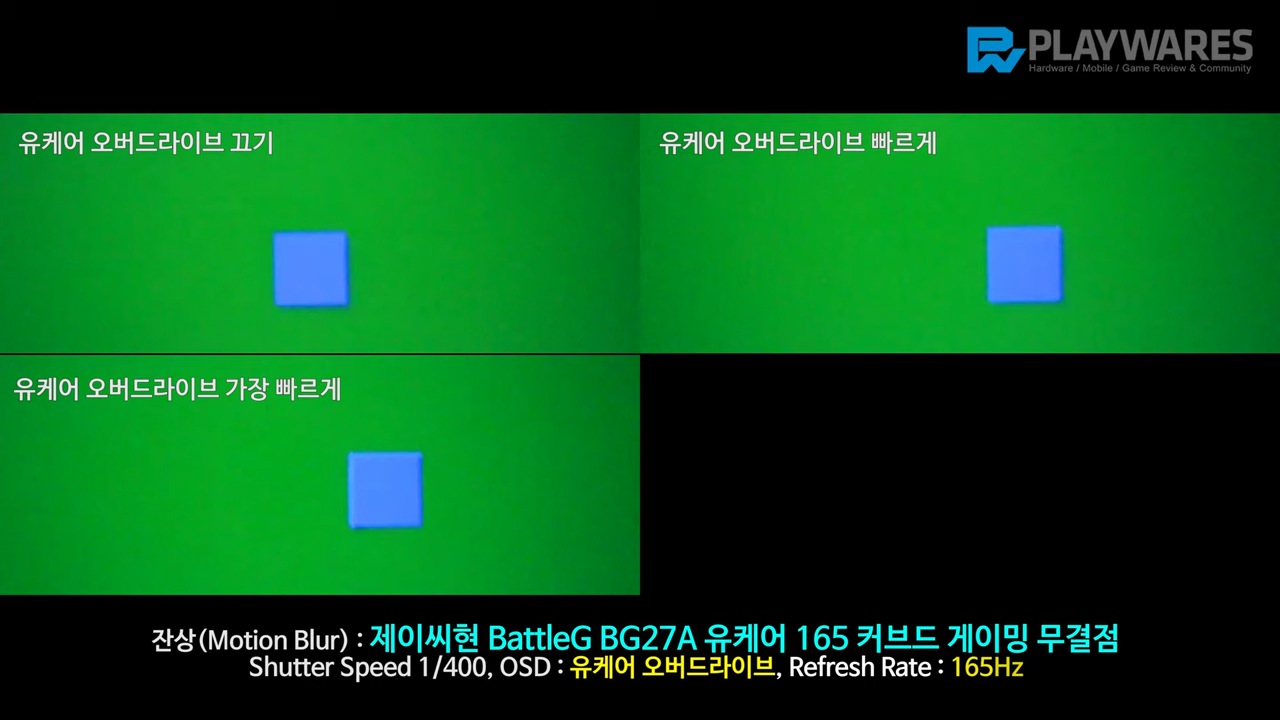 PLAYWARES
Hardware / Mobile / Game Review & Community
유케어 오버드라이브 끄기
유케어 오버드라이브 빠르게
유케어 오버드라이브 가장 빠르게
잔상(Motion Blur) : 제이씨현 BattleG BG27A 유케어 165 커브드 게이밍 무결점
Shutter Speed 1/400, OSD : 유케어 오버드라이브, Refresh Rate : 165Hz